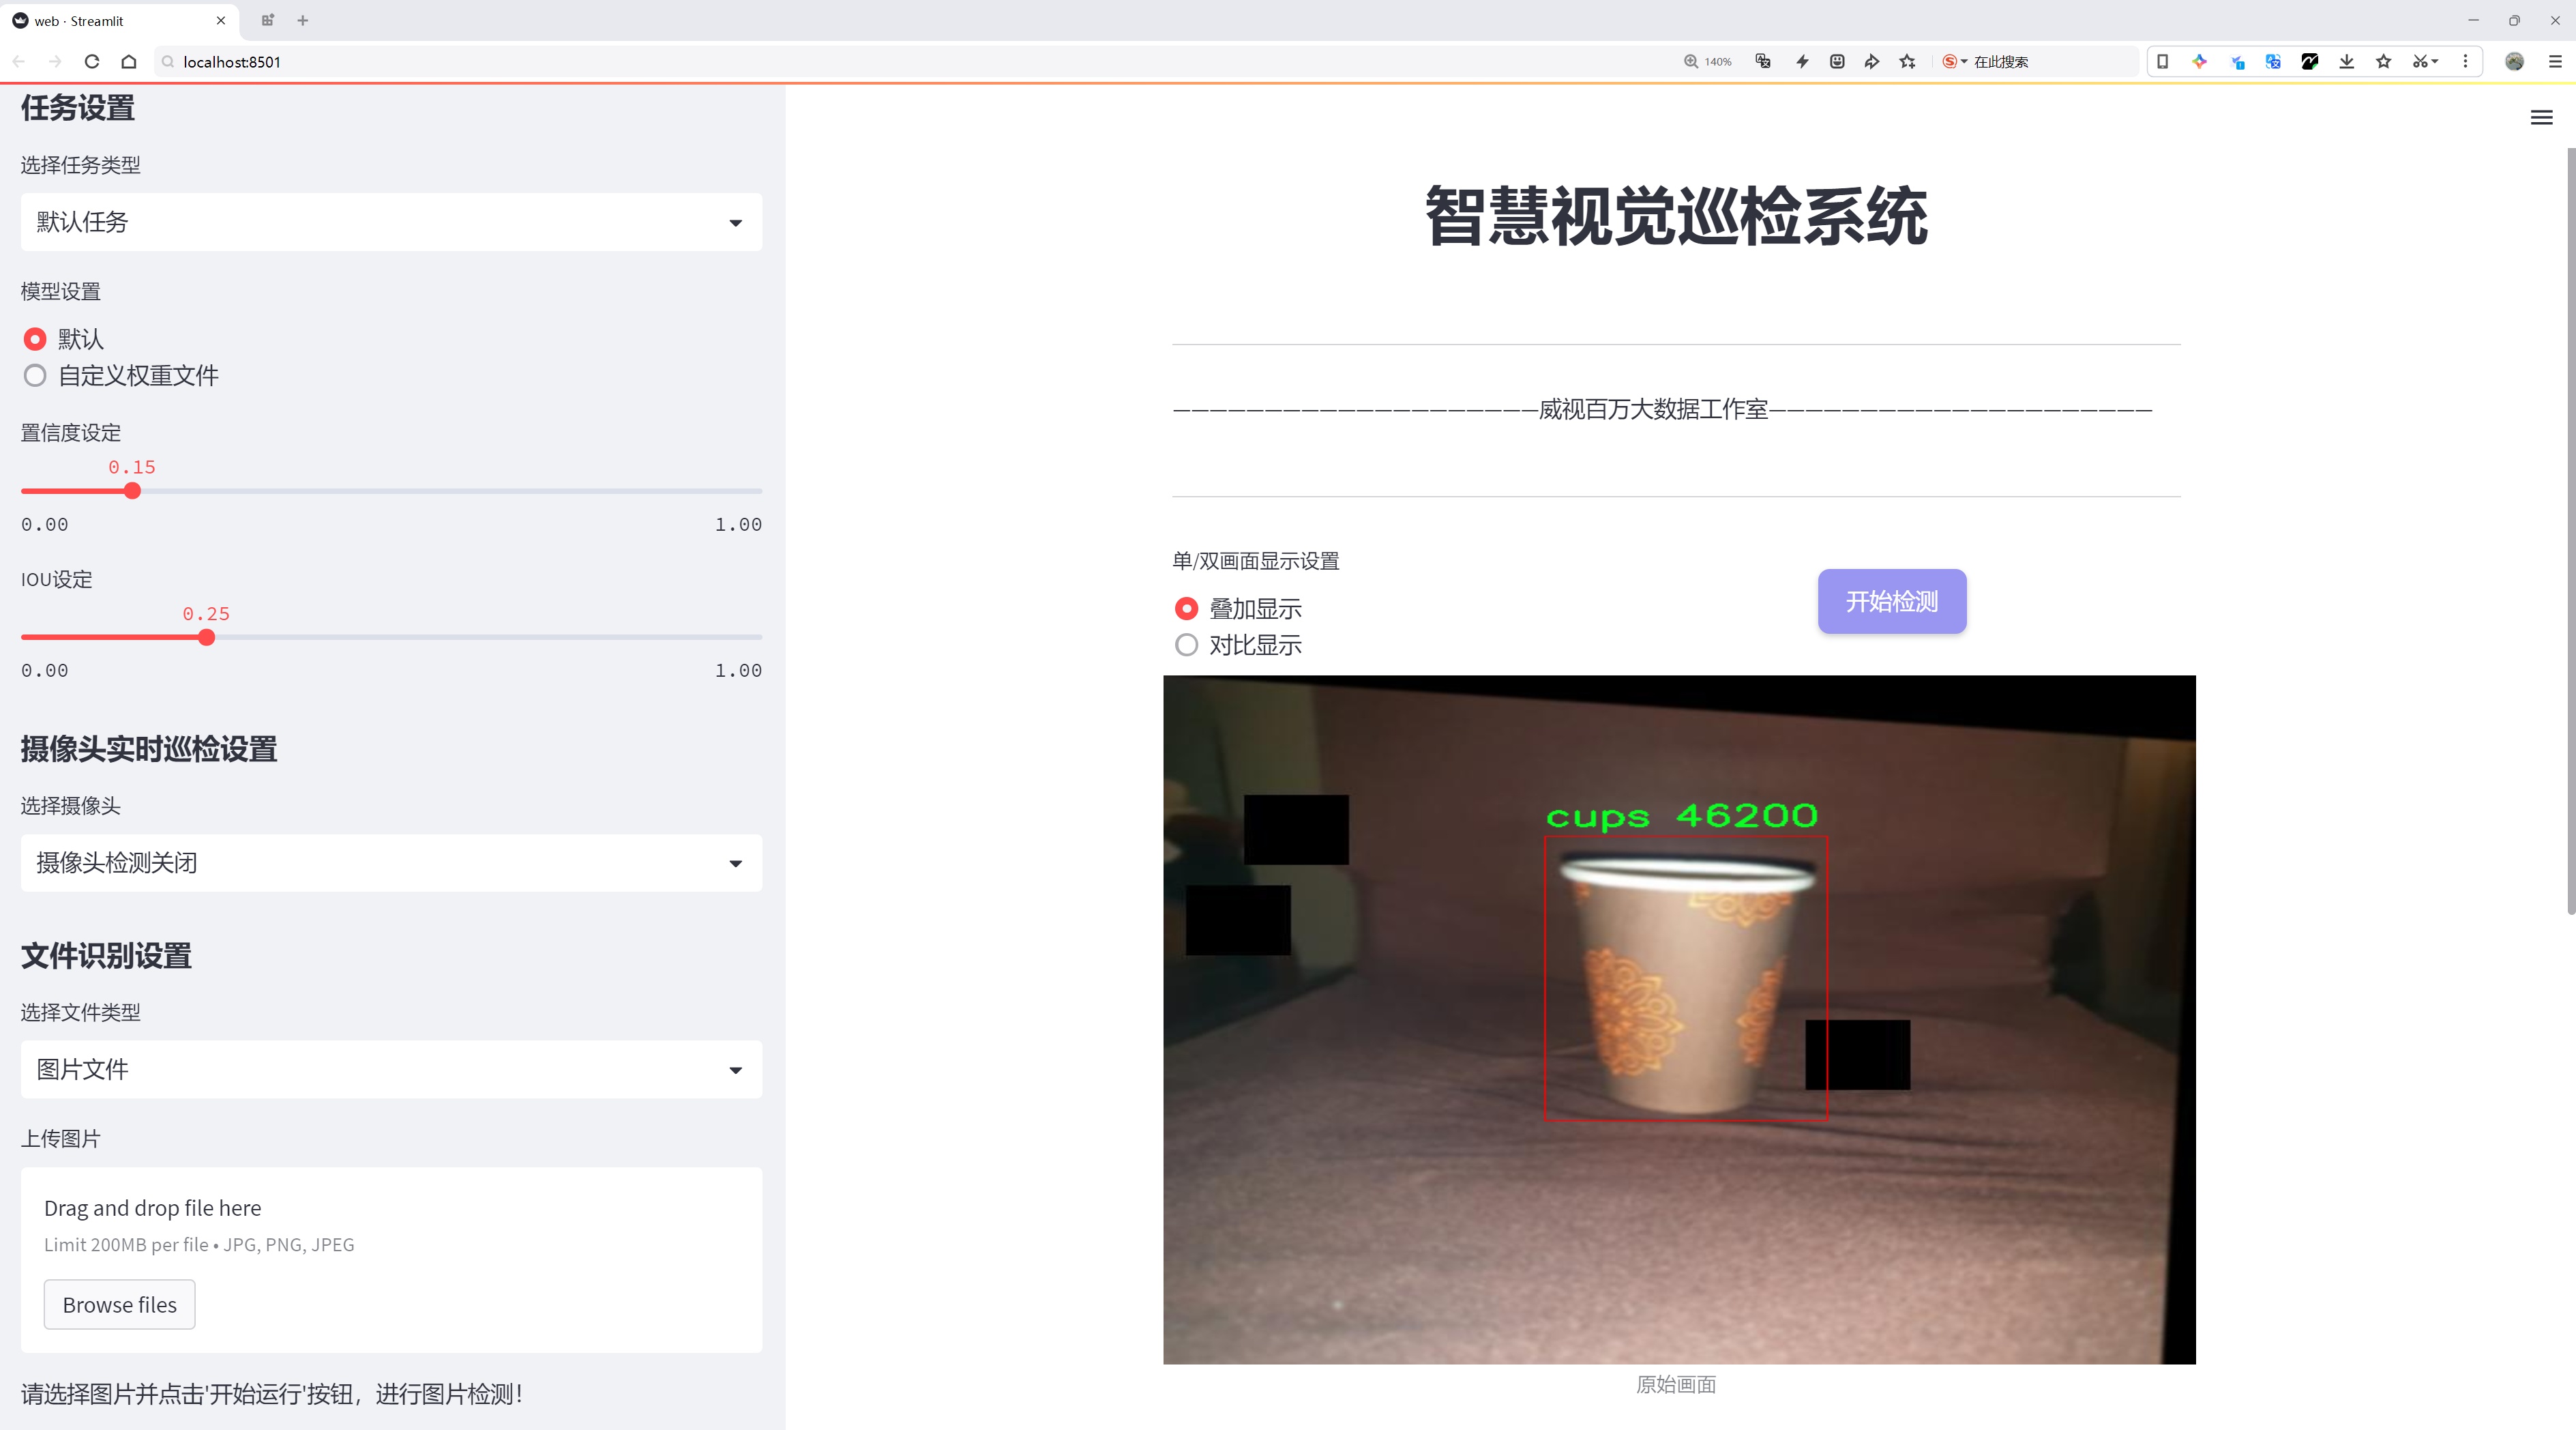 web · Streamlit
localhost:8501
140%
在此搜索
任务设置
选择任务类型
默认任务
模型设置
默认
自定义权重文件
置信度设定
0.15
0.00
1.00
IOU设定
0.25
0.00
1.00
摄像头实时巡检设置
选择摄像头
摄像头检测关闭
文件识别设置
选择文件类型
图片文件
上传图片
Drag and drop file here
Limit 200MB per file • JPG, PNG, JPEG
Browse files
请选择图片并点击'开始运行'按钮，进行图片检测！
智慧视觉巡检系统
————————————————————威视百万大数据工作室—————————————————————
单/双画面显示设置
叠加显示
对比显示
开始检测
cups 46200
原始画面